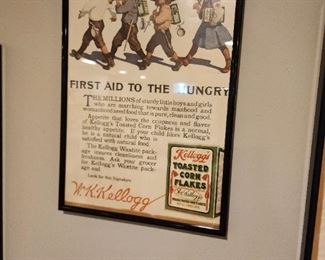 FIRST AID TO THE HUNGRY
THE MILLIONS of sturdy little boys and girls
who are marching towards manhood and
womanhood need food that is pure, clean and good.
Appetite that loves the crispness and flavor
of Kellogg's Toasted Corn Flakes is a normal,
healthy appetite. If your child likes Kellogg's
he is a natural child who is
satisfied with natural food.
The Kellogg Waxtite pack-
age insures cleanliness and
freshness. Ask your grocer
for Kellogg's Waxtite pack-
age and
Look for this Signature
W.K.Kellogg
Kellogg's
TOASTED
CORN
FLAKES
W.K.Kellogg